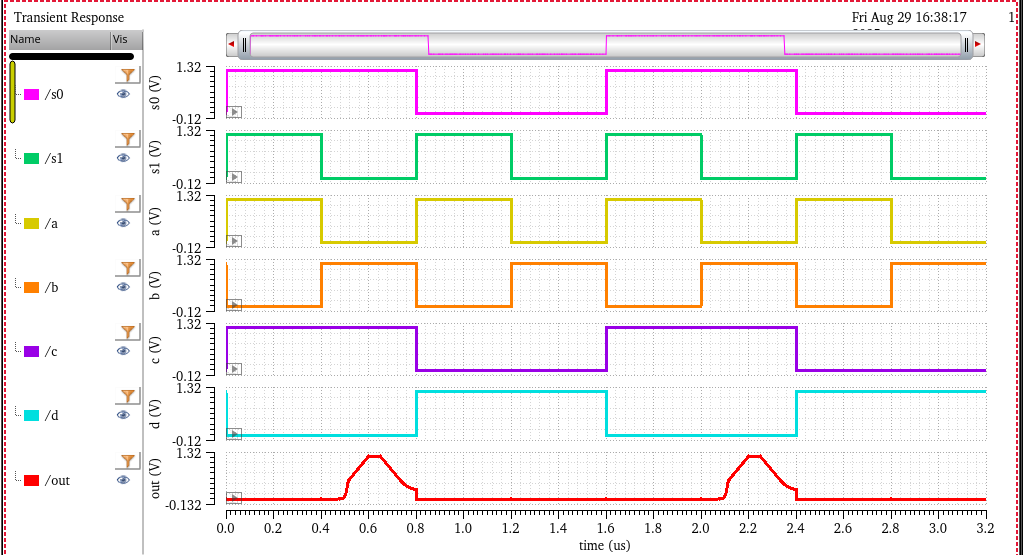 Transient Response
Fri Aug 29 16:38:17
1
Name Vis
/s0
/s1
/a
/b
/c
/d
/out
1.32
s0 (V)
-0.12
1.32
s1 (V)
-0.12
1.32
a (V)
-0.12
1.32
b (V)
-0.12
1.32
c (V)
-0.12
1.32
d (V)
-0.12
1.32
out (V)
-0.132
0.0 0.2 0.4 0.6 0.8 1.0 1.2 1.4 1.6 1.8 2.0 2.2 2.4 2.6 2.8 3.0 3.2
time (us)